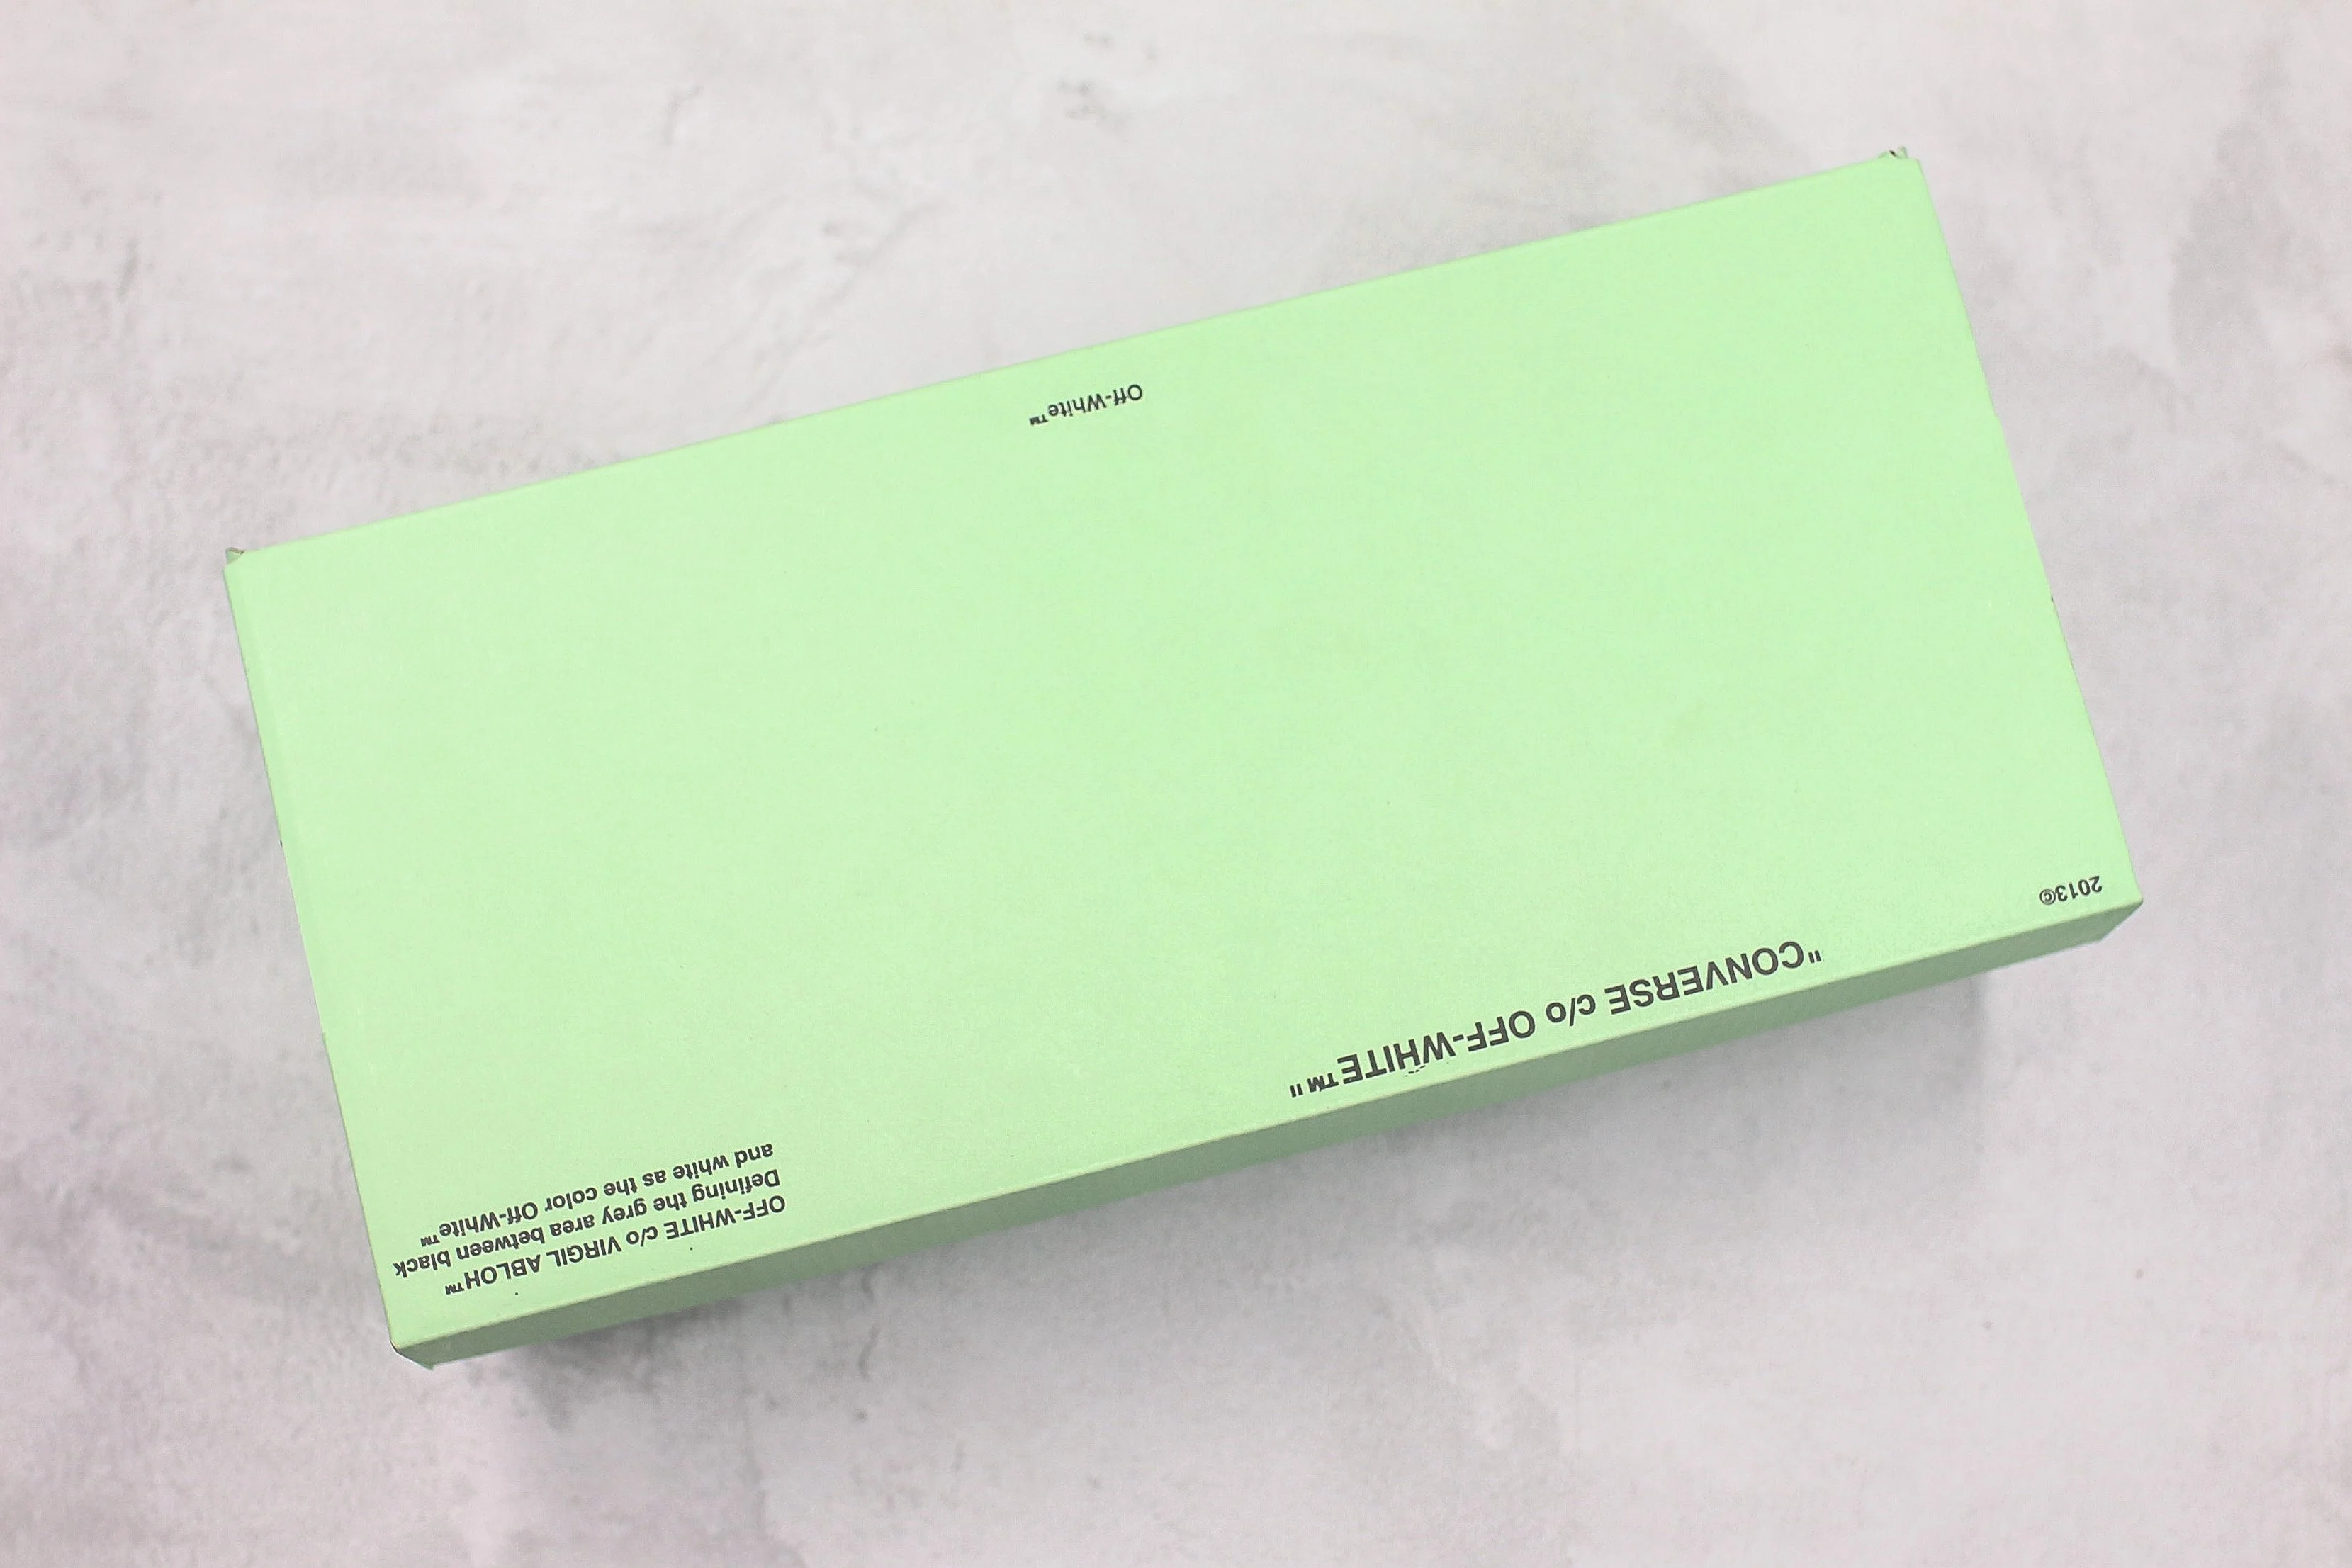 2013©
"CONVERSE c/o OFF-WHITE™"
OFF-WHITE c/o VIRGIL ABLOH™
Defining the grey area between black
and white as the color Off-White™
Off-White™